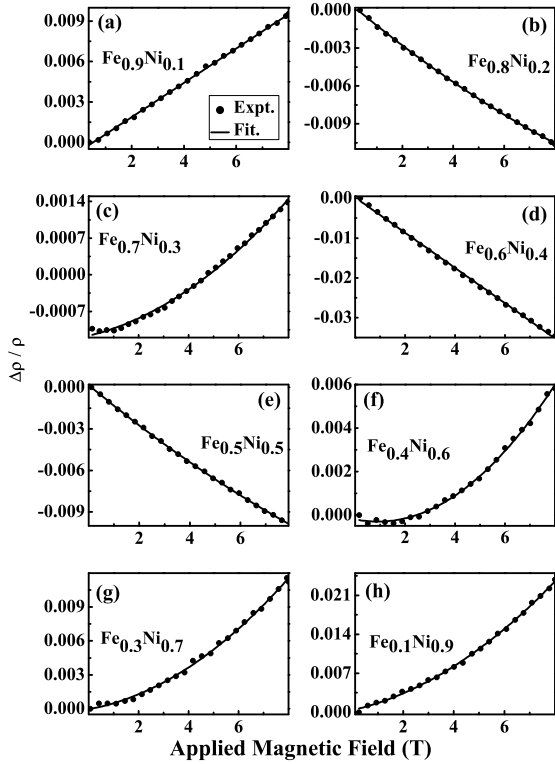 0.009
0.006
0.003
0.000
(a)
Fe0.9Ni0.1
Expt.
Fit.
2 4 6
0.000
-0.003
-0.006
-0.009
(b)
Fe0.8Ni0.2
2 4 6
0.0014
0.0007
0.0000
-0.0007
(c)
Fe0.7Ni0.3
2 4 6
0.00
-0.01
-0.02
-0.03
(d)
Fe0.6Ni0.4
2 4 6
Δρ / ρ
0.000
-0.003
-0.006
-0.009
(e)
Fe0.5Ni0.5
2 4 6
0.006
0.004
0.002
0.000
(f)
Fe0.4Ni0.6
2 4 6
0.009
0.006
0.003
0.000
(g)
Fe0.3Ni0.7
2 4 6
0.021
0.014
0.007
0.000
(h)
Fe0.1Ni0.9
2 4 6
Applied Magnetic Field (T)